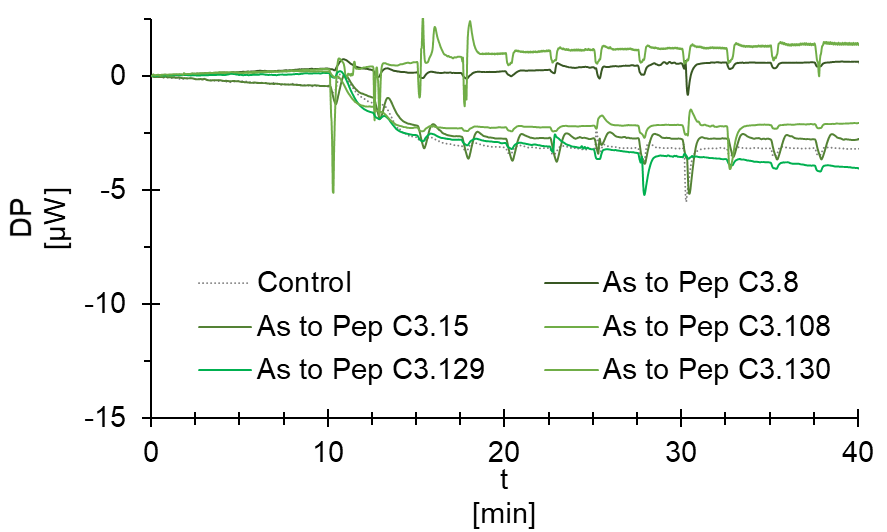 0
-5
-10
-15
DP
[µW]
Control
As to Pep C3.8
As to Pep C3.15
As to Pep C3.108
As to Pep C3.129
As to Pep C3.130
0 10 20 30 40
t
[min]